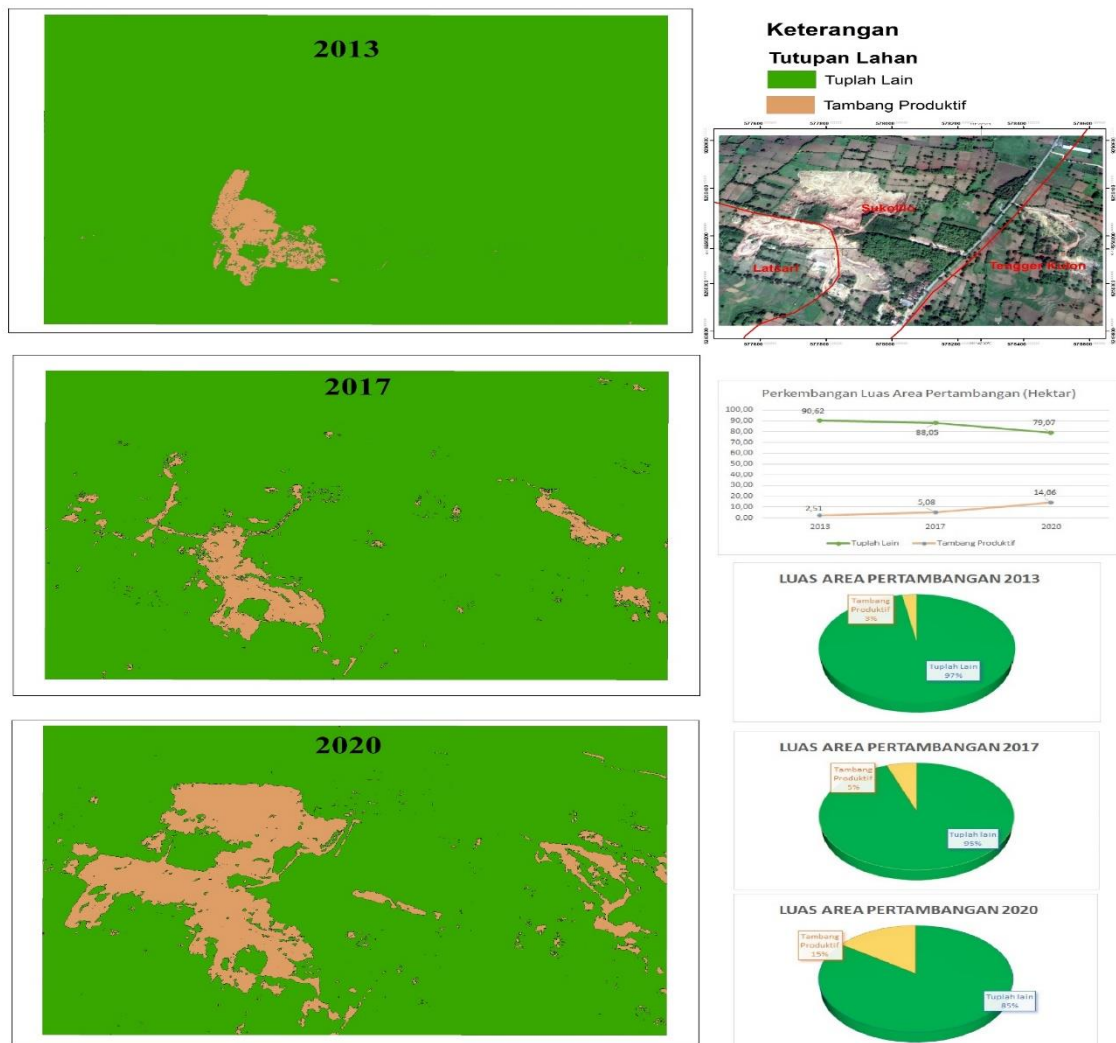 2013
2017
2020
Keterangan
Tutupan Lahan
Tuplah Lain
Tambang Produktif
Sukolilo
Latsari
Tengger Kulon
Perkembangan Luas Area Pertambangan (Hektar)
100,00
90,00
80,00
70,00
60,00
50,00
40,00
30,00
20,00
10,00
0,00
90,62
88,05
79,07
2,51
5,08
14,06
2013
2017
2020
Tuplah Lain
Tambang Produktif
LUAS AREA PERTAMBANGAN 2013
Tambang
Produktif
3%
Tuplah Lain
97%
LUAS AREA PERTAMBANGAN 2017
Tambang
Produktif
5%
Tuplah lain
95%
LUAS AREA PERTAMBANGAN 2020
Tambang
Produktif
15%
Tuplah lain
85%